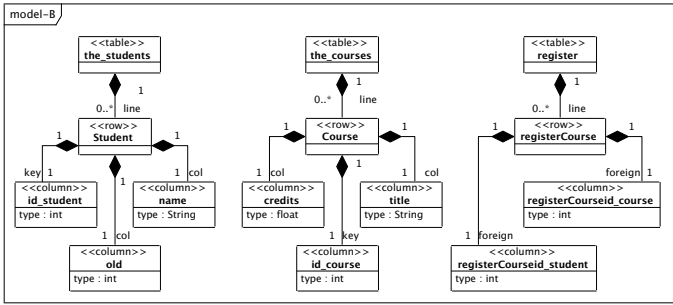 model-B
<<table>>
the_students
<<table>>
the_courses
<<table>>
register
1
1
1
0..* line
0..* line
0..* line
<<row>>
Student
<<row>>
Course
<<row>>
registerCourse
1
1
1
1
1
1
1
1
key 1
1 col
1 col
1 col
foreign 1
<<column>>
id_student
type : int
<<column>>
name
type : String
<<column>>
credits
type : float
<<column>>
title
type : String
<<column>>
registerCourseid_course
type : int
1
1
1 col
1 key
1 foreign
<<column>>
old
type : int
<<column>>
id_course
type : int
<<column>>
registerCourseid_student
type : int